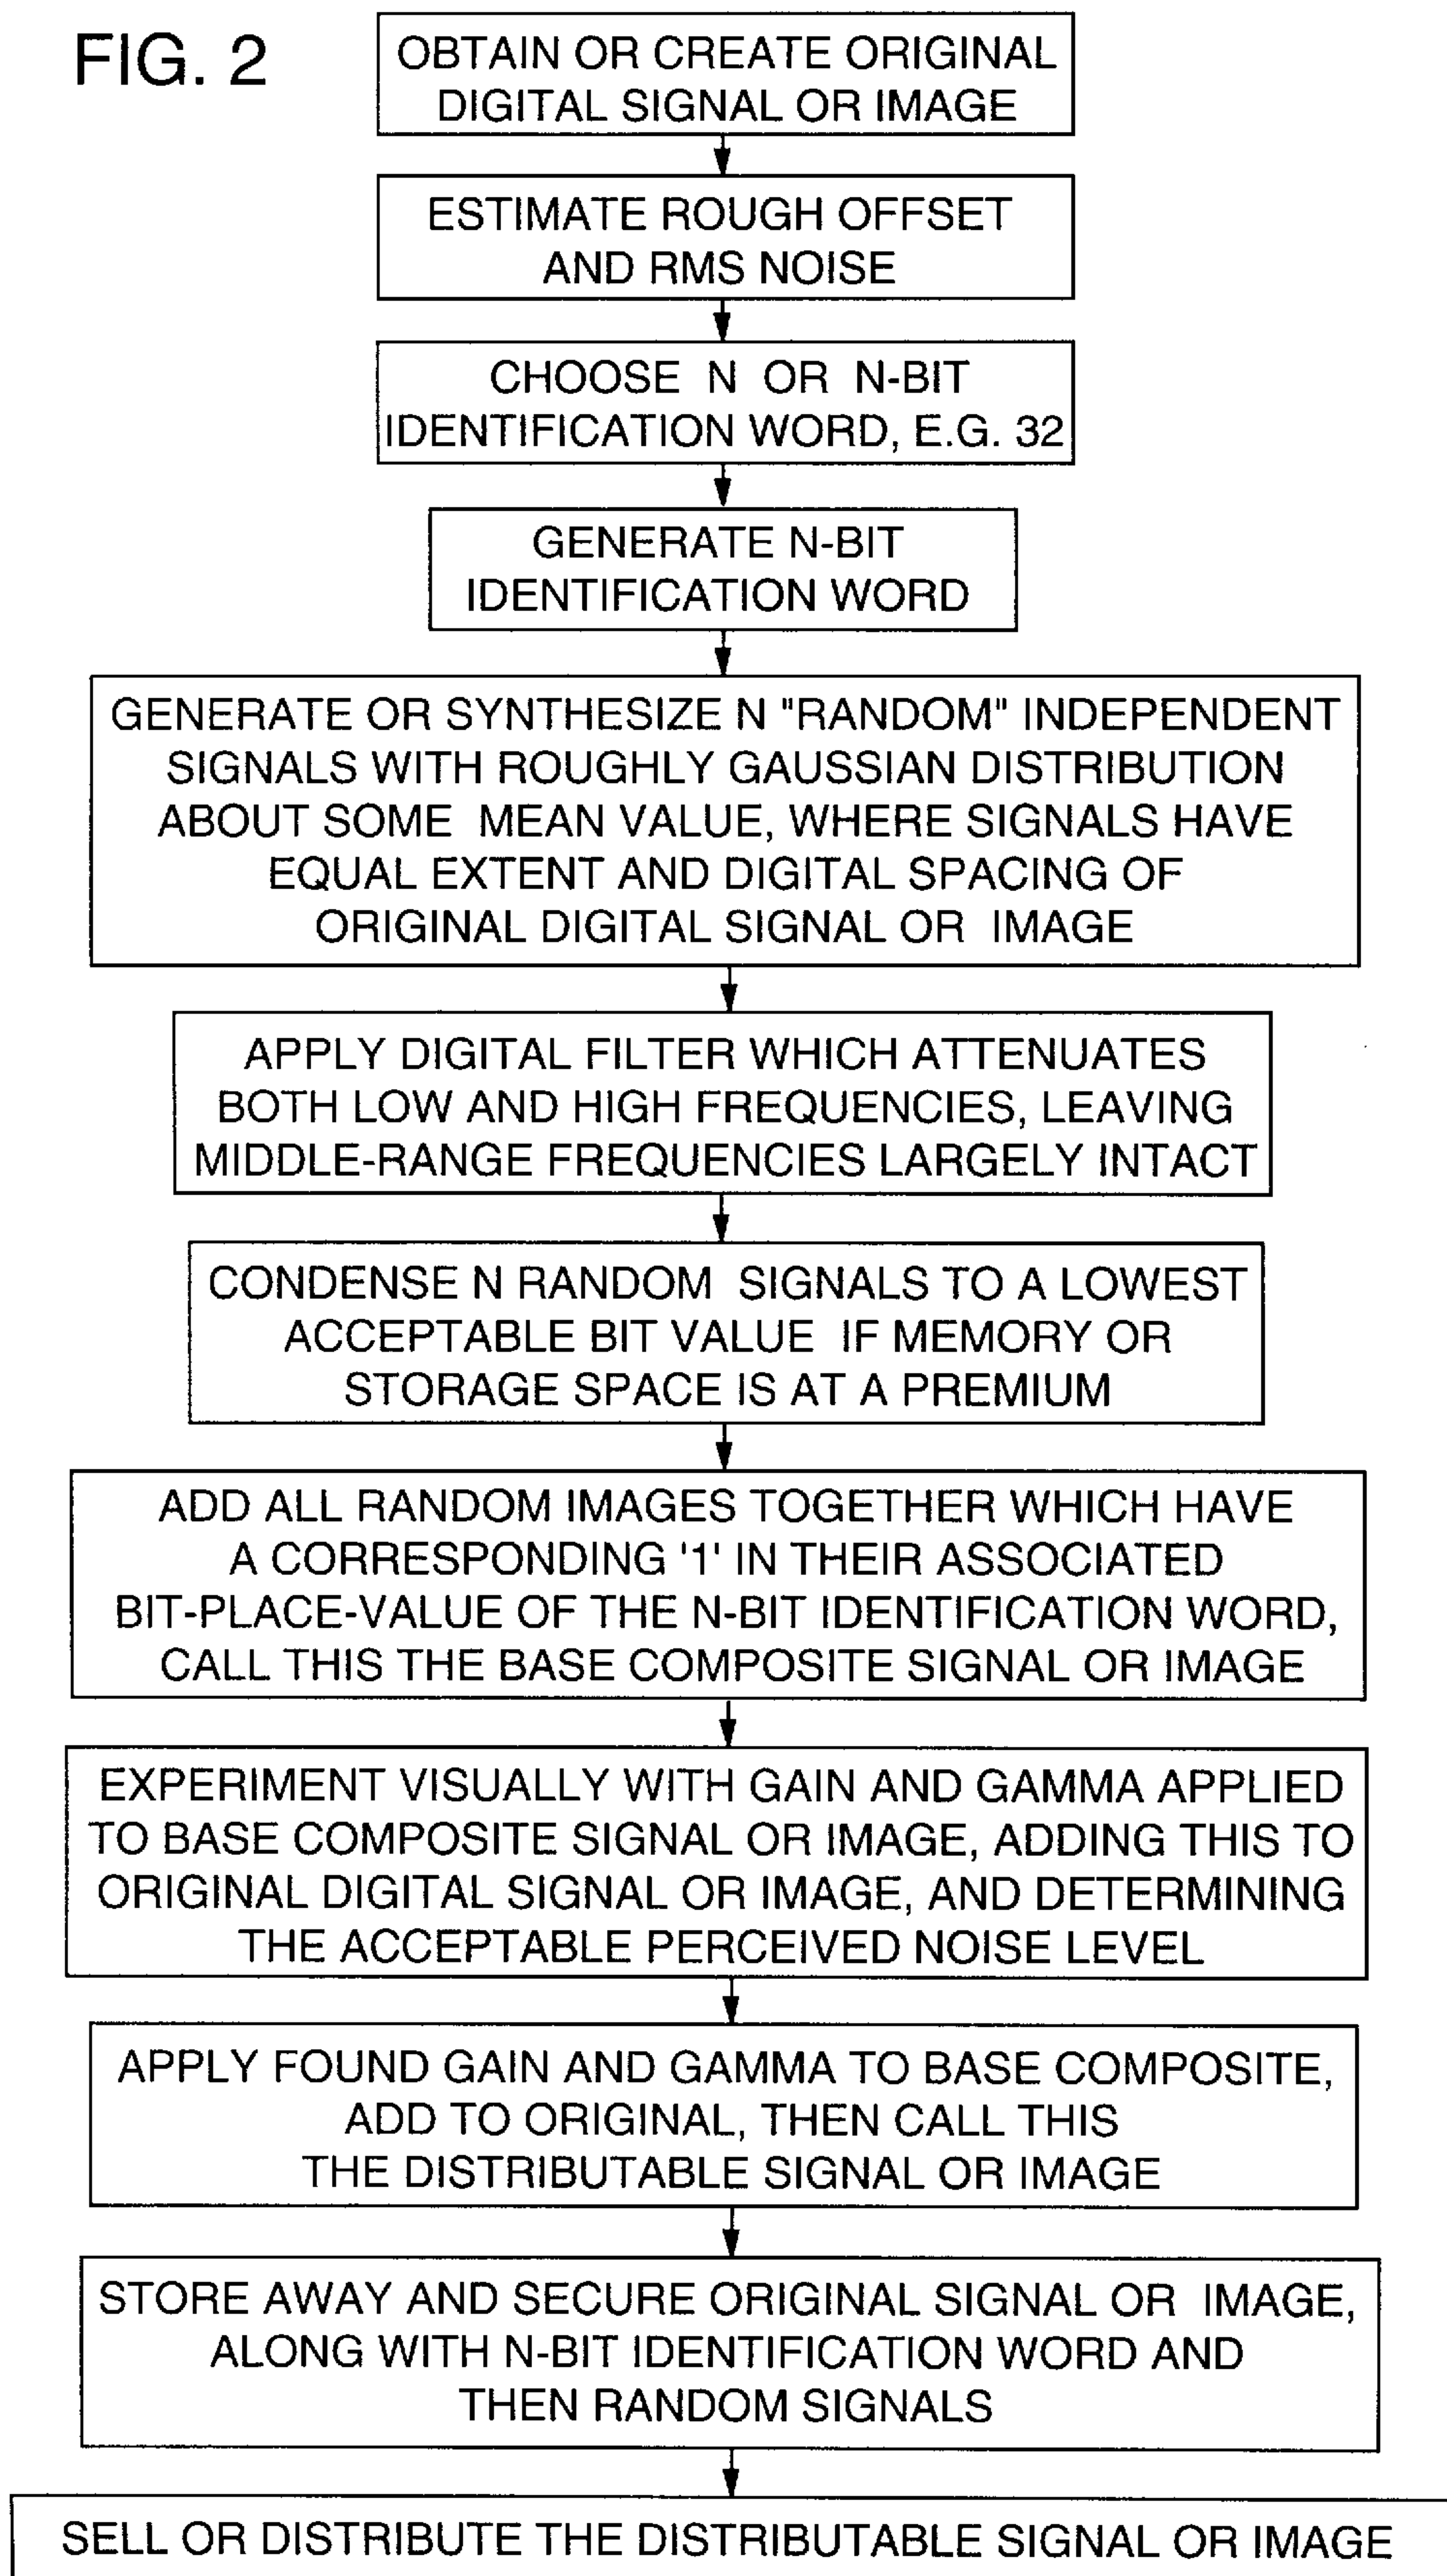 FIG. 2
OBTAIN OR CREATE ORIGINAL
DIGITAL SIGNAL OR IMAGE
ESTIMATE ROUGH OFFSET
AND RMS NOISE
CHOOSE N OR N-BIT
IDENTIFICATION WORD, E.G. 32
GENERATE N-BIT
IDENTIFICATION WORD
GENERATE OR SYNTHESIZE N "RANDOM" INDEPENDENT
SIGNALS WITH ROUGHLY GAUSSIAN DISTRIBUTION
ABOUT SOME MEAN VALUE, WHERE SIGNALS HAVE
EQUAL EXTENT AND DIGITAL SPACING OF
ORIGINAL DIGITAL SIGNAL OR IMAGE
APPLY DIGITAL FILTER WHICH ATTENUATES
BOTH LOW AND HIGH FREQUENCIES, LEAVING
MIDDLE-RANGE FREQUENCIES LARGELY INTACT
CONDENSE N RANDOM SIGNALS TO A LOWEST
ACCEPTABLE BIT VALUE IF MEMORY OR
STORAGE SPACE IS AT A PREMIUM
ADD ALL RANDOM IMAGES TOGETHER WHICH HAVE
A CORRESPONDING '1' IN THEIR ASSOCIATED
BIT-PLACE-VALUE OF THE N-BIT IDENTIFICATION WORD,
CALL THIS THE BASE COMPOSITE SIGNAL OR IMAGE
EXPERIMENT VISUALLY WITH GAIN AND GAMMA APPLIED
TO BASE COMPOSITE SIGNAL OR IMAGE, ADDING THIS TO
ORIGINAL DIGITAL SIGNAL OR IMAGE, AND DETERMINING
THE ACCEPTABLE PERCEIVED NOISE LEVEL
APPLY FOUND GAIN AND GAMMA TO BASE COMPOSITE,
ADD TO ORIGINAL, THEN CALL THIS
THE DISTRIBUTABLE SIGNAL OR IMAGE
STORE AWAY AND SECURE ORIGINAL SIGNAL OR IMAGE,
ALONG WITH N-BIT IDENTIFICATION WORD AND
THEN RANDOM SIGNALS
SELL OR DISTRIBUTE THE DISTRIBUTABLE SIGNAL OR IMAGE